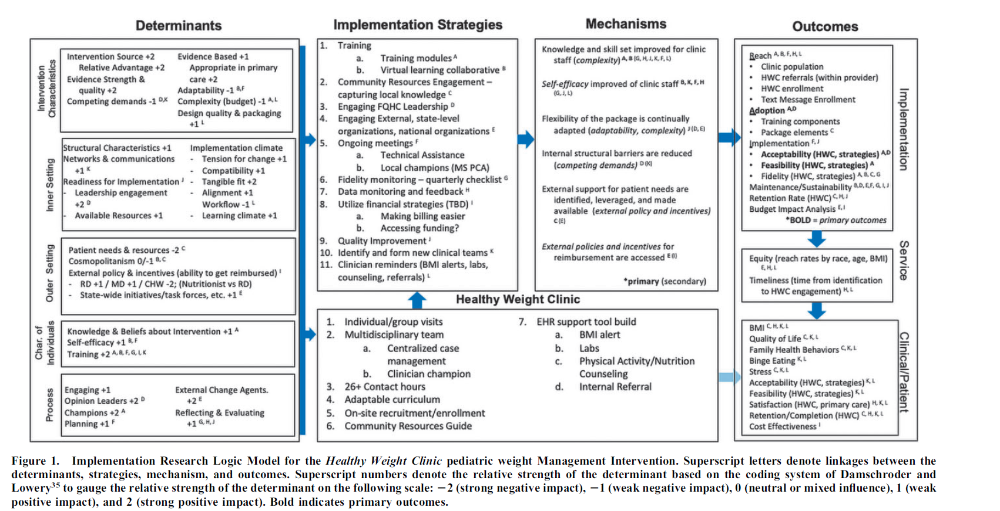 Determinants
Intervention
Characteristics
Intervention Source +2
Relative Advantage +2
Evidence Strength &
quality +2
Competing demands -1 D,K
Evidence Based +1
Appropriate in primary
care +2
Adaptability -1 B,F
Complexity (budget) -1 A, L
Design quality & packaging
+1 L
Inner Setting
Structural Characteristics +1
Networks & communications
+1 K
Readiness for Implementation J
- Leadership engagement
+2 D
- Available Resources +1
Implementation climate
- Tension for change +1
- Compatibility +1
- Tangible fit +2
- Alignment +1
Workflow -1 L
- Learning climate +1
Outer Setting
Patient needs & resources -2 C
Cosmopolitanism 0/-1 B, C
External policy & incentives (ability to get reimbursed) I
- RD +1 / MD +1 / CHW -2; (Nutritionist vs RD)
- State-wide initiatives/task forces, etc. +1 E
Char. of
Individuals
Knowledge & Beliefs about Intervention +1 A
Self-efficacy +1 B, F
Training +2 A, B, F, G, I, K
Process
Engaging +1
Opinion Leaders +2 D
Champions +2 A
Planning +1 F
External Change Agents.
+2 E
Reflecting & Evaluating
+1 G, H, J
Implementation Strategies
1. Training
a. Training modules A
b. Virtual learning collaborative B
2. Community Resources Engagement –
capturing local knowledge C
3. Engaging FQHC Leadership D
4. Engaging External, state-level
organizations, national organizations E
5. Ongoing meetings F
a. Technical Assistance
b. Local champions (MS PCA)
6. Fidelity monitoring – quarterly checklist G
7. Data monitoring and feedback H
8. Utilize financial strategies (TBD) I
a. Making billing easier
b. Accessing funding?
9. Quality Improvement J
10. Identify and form new clinical teams K
11. Clinician reminders (BMI alerts, labs,
counseling, referrals) L
Mechanisms
Knowledge and skill set improved for clinic
staff (complexity) A, B (G, H, J, K, F, L)
Self-efficacy improved of clinic staff B, K, F, H
(G, J, L)
Flexibility of the package is continually
adapted (adaptability, complexity) J (D, E)
Internal structural barriers are reduced
(competing demands) D (K)
External support for patient needs are
identified, leveraged, and made
available (external policy and incentives)
C (E)
External policies and incentives for
reimbursement are accessed E (I)
*primary (secondary)
Healthy Weight Clinic
1. Individual/group visits
2. Multidisciplinary team
a. Centralized case
management
b. Clinician champion
3. 26+ Contact hours
4. Adaptable curriculum
5. On-site recruitment/enrollment
6. Community Resources Guide
7. EHR support tool build
a. BMI alert
b. Labs
c. Physical Activity/Nutrition
Counseling
d. Internal Referral
Outcomes
Implementation
Reach A, B, F, H, L
• Clinic population
• HWC referrals (within provider)
• HWC enrollment
• Text Message Enrollment
Adoption A,D
• Training components
• Package elements C
Implementation F, J
• Acceptability (HWC, strategies) A,D
• Feasibility (HWC, strategies) A
• Fidelity (HWC, strategies) A, B, C, G
Maintenance/Sustainability B,D, E,F, G, I, J
Retention Rate (HWC) C, H, J
Budget Impact Analysis E, I
*BOLD = primary outcomes
Service
Equity (reach rates by race, age, BMI)
E, H, L
Timeliness (time from identification
to HWC engagement) H, L
Clinical/Patient
BMI C, H, K, L
Quality of Life C, K, L
Family Health Behaviors C, K, L
Binge Eating K, L
Stress C, K, L
Acceptability (HWC, strategies) K, L
Feasibility (HWC, strategies) K, L
Satisfaction (HWC, primary care) H, K, L
Retention/Completion (HWC) C, H, K, L
Cost Effectiveness I
Figure 1. Implementation Research Logic Model for the Healthy Weight Clinic pediatric weight Management Intervention. Superscript letters denote linkages between the
determinants, strategies, mechanism, and outcomes. Superscript numbers denote the relative strength of the determinant based on the coding system of Damschroder and
Lowery35 to gauge the relative strength of the determinant on the following scale: −2 (strong negative impact), −1 (weak negative impact), 0 (neutral or mixed influence), 1 (weak
positive impact), and 2 (strong positive impact). Bold indicates primary outcomes.